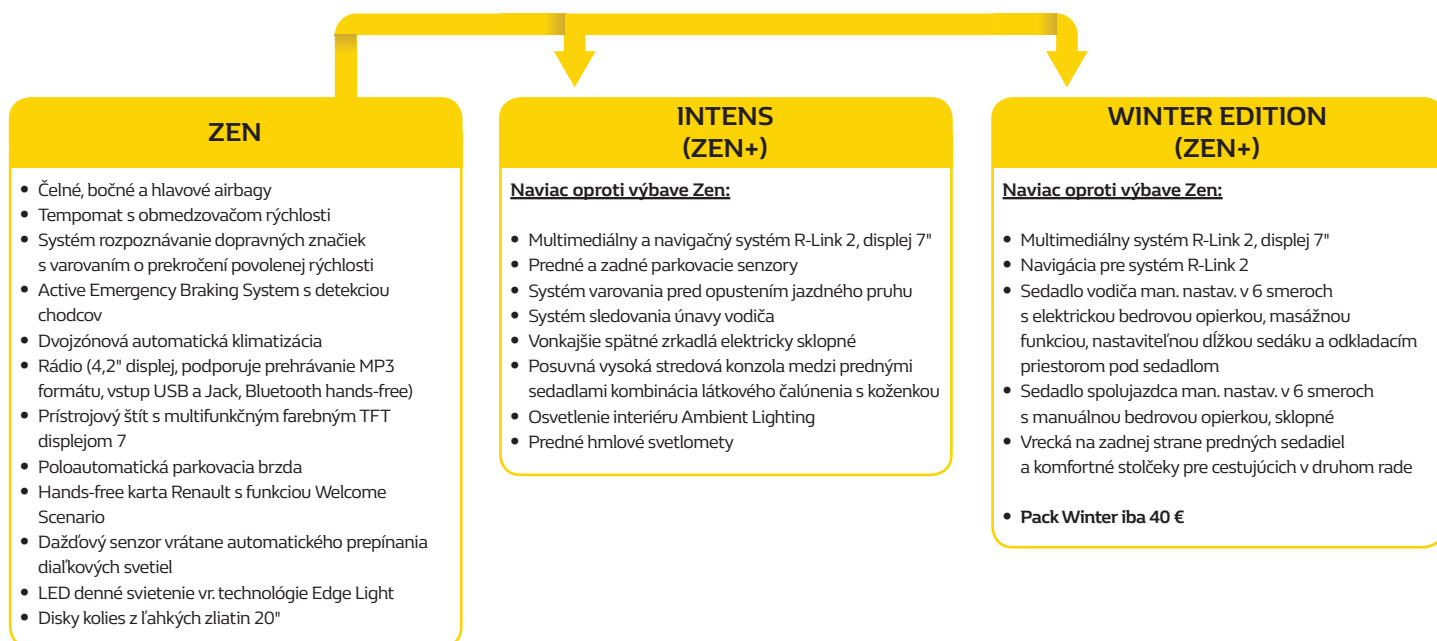 ZEN
• Čelné, bočné a hlavové airbagy
• Tempomat s obmedzovačom rýchlosti
• Systém rozpoznávanie dopravných značiek
s varovaním o prekročení povolenej rýchlosti
• Active Emergency Braking System s detekciou
chodcov
• Dvojzónová automatická klimatizácia
• Rádio (4,2" displej, podporuje prehrávanie MP3
formátu, vstup USB a Jack, Bluetooth hands-free)
• Prístrojový štít s multifunkčným farebným TFT
displejom 7
• Poloautomatická parkovacia brzda
• Hands-free karta Renault s funkciou Welcome
Scenario
• Dažďový senzor vrátane automatického prepínania
diaľkových svetiel
• LED denné svietenie vr. technológie Edge Light
• Disky kolies z ľahkých zliatin 20"
INTENS
(ZEN+)
Naviac oproti výbave Zen:
• Multimediálny a navigačný systém R-Link 2, displej 7"
• Predné a zadné parkovacie senzory
• Systém varovania pred opustením jazdného pruhu
• Systém sledovania únavy vodiča
• Vonkajšie spätné zrkadlá elektricky sklopné
• Posuvná vysoká stredová konzola medzi prednými
sedadlami kombinácia látkového čalúnenia s koženkou
• Osvetlenie interiéru Ambient Lighting
• Predné hmlové svetlomety
WINTER EDITION
(ZEN+)
Naviac oproti výbave Zen:
• Multimediálny systém R-Link 2, displej 7"
• Navigácia pre systém R-Link 2
• Sedadlo vodiča man. nastav. v 6 smeroch
s elektrickou bedrovou opierkou, masážnou
funkciou, nastaviteľnou dĺžkou sedáku a odkladacím
priestorom pod sedadlom
• Sedadlo spolujazdca man. nastav. v 6 smeroch
s manuálnou bedrovou opierkou, sklopné
• Vrecká na zadnej strane predných sedadiel
a komfortné stolčeky pre cestujúcich v druhom rade
• Pack Winter iba 40 €